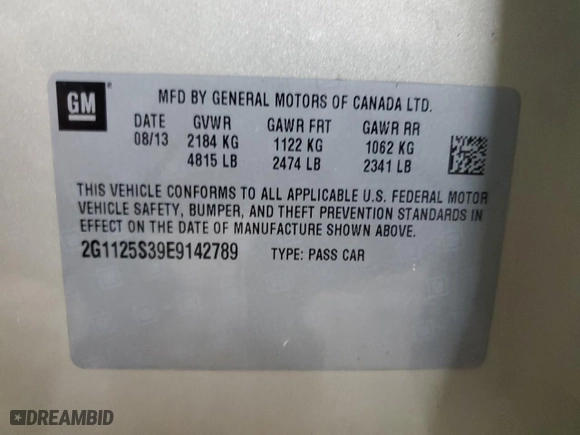 GM
MFD BY GENERAL MOTORS OF CANADA LTD.
DATE GVWR GAWR FRT GAWR RR
08/13 2184 KG 1122 KG 1062 KG
4815 LB 2474 LB 2341 LB
THIS VEHICLE CONFORMS TO ALL APPLICABLE U.S. FEDERAL MOTOR
VEHICLE SAFETY, BUMPER, AND THEFT PREVENTION STANDARDS IN
EFFECT ON THE DATE OF MANUFACTURE SHOWN ABOVE.
2G1125S39E9142789 TYPE: PASS CAR
DREAMBID